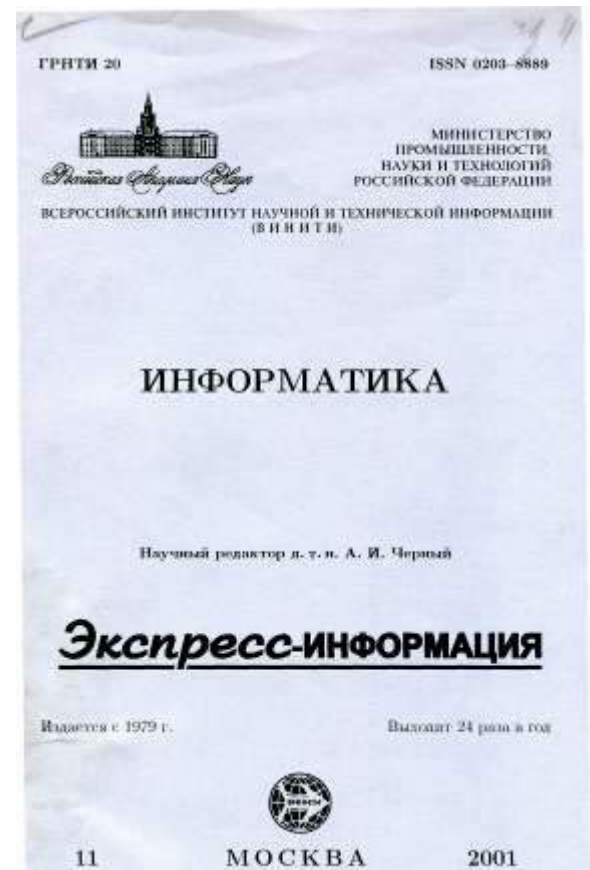 ГРНТИ 20
ISSN 0203–8889
МИНИСТЕРСТВО
ПРОМЫШЛЕННОСТИ,
НАУКИ И ТЕХНОЛОГИЙ
РОССИЙСКОЙ ФЕДЕРАЦИИ
Российская Академия Наук
ВСЕРОССИЙСКИЙ ИНСТИТУТ НАУЧНОЙ И ТЕХНИЧЕСКОЙ ИНФОРМАЦИИ
(ВИНИТИ)
ИНФОРМАТИКА
Научный редактор д. т. н. А. И. Черный
Экспресс-ИНФОРМАЦИЯ
Издается с 1979 г.
Выходит 24 раза в год
11
МОСКВА
2001